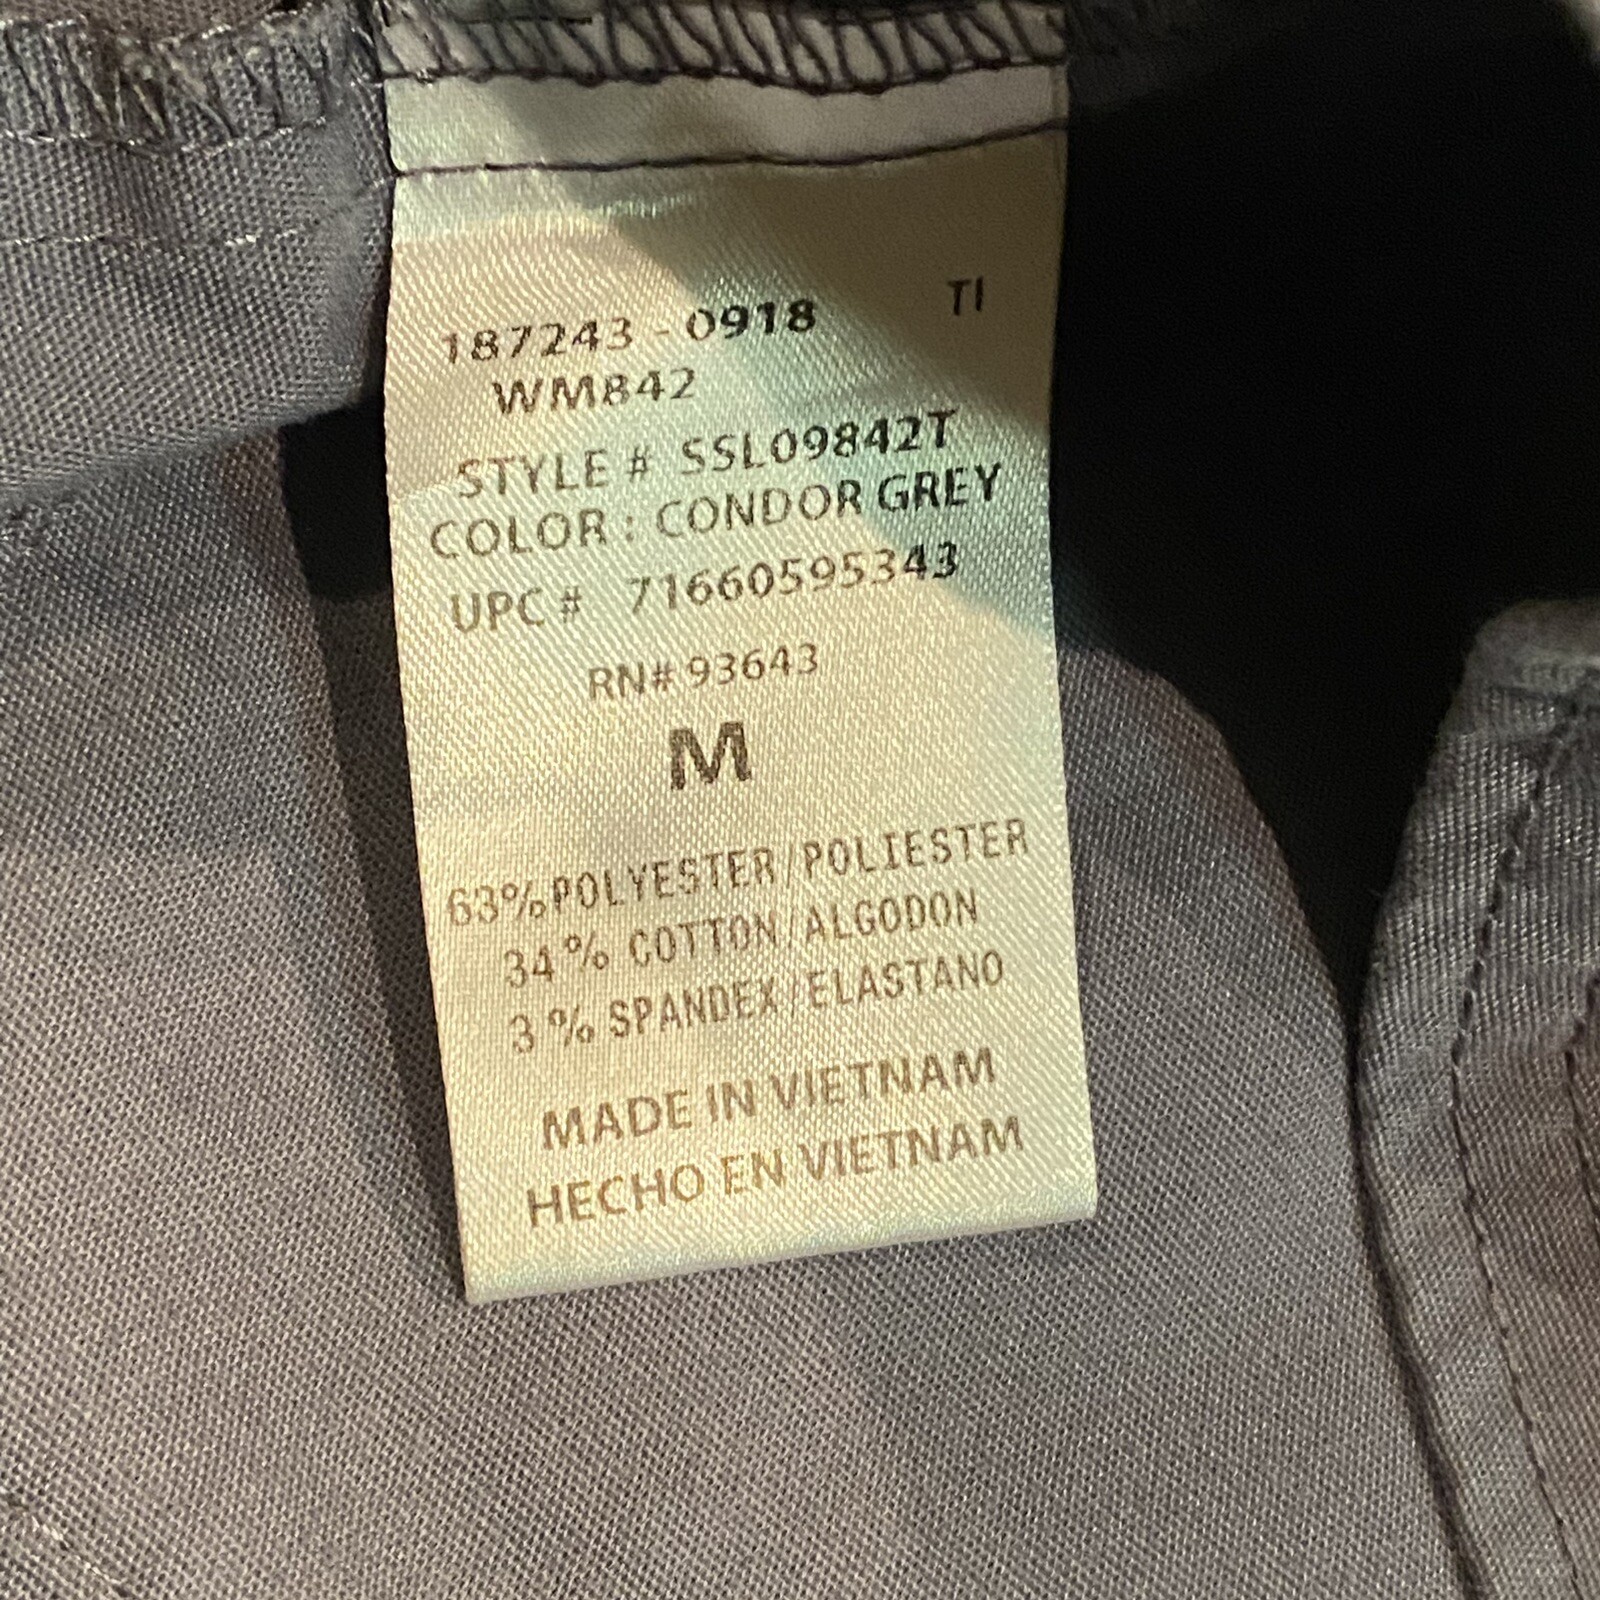 187243 - 0918 TI
WM842
STYLE # SSL09842T
COLOR : CONDOR GREY
UPC # 71660595343
RN# 93643
M
63% POLYESTER/POLIESTER
34% COTTON/ALGODON
3% SPANDEX/ELASTANO
MADE IN VIETNAM
HECHO EN VIETNAM